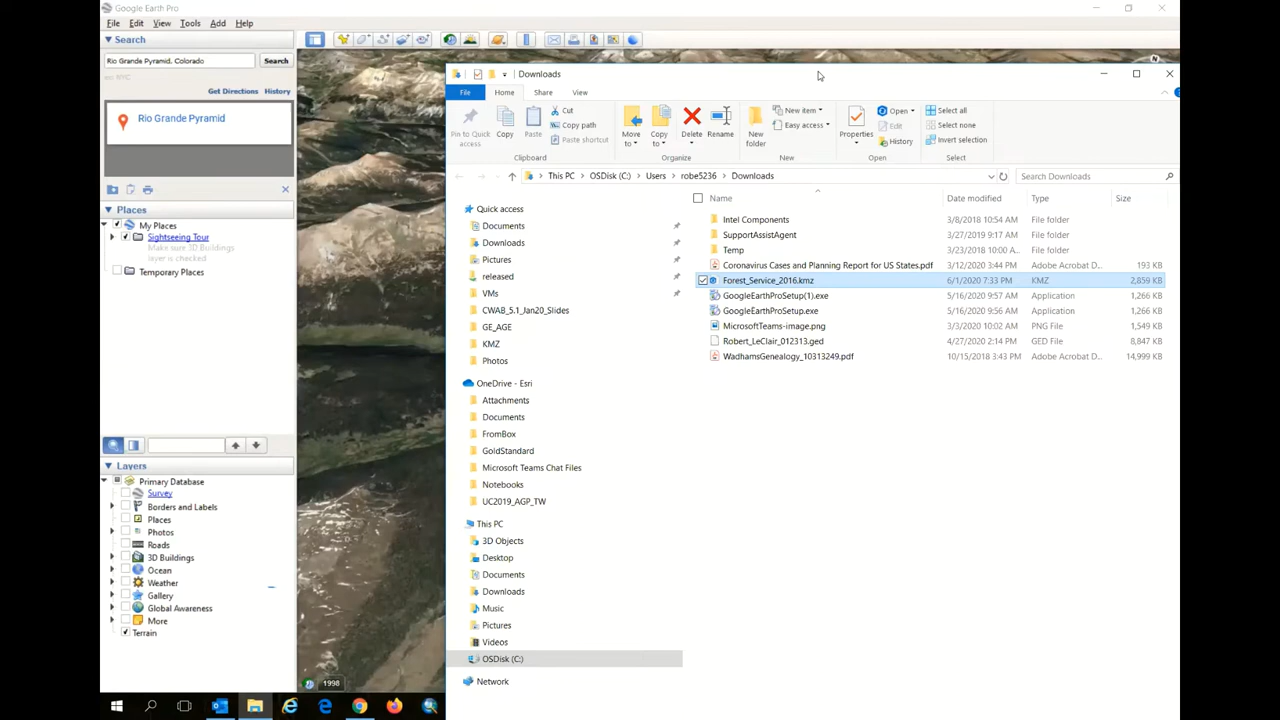 Google Earth Pro
File Edit View Tools Add Help
Search
Rio Grande Pyramid, Colorado Search
ex: NYC
Get Directions History
Rio Grande Pyramid
Places
My Places
Sightseeing Tour
Make sure 3D Buildings
layer is checked
Temporary Places
Layers
Primary Database
Survey
Borders and Labels
Places
Photos
Roads
3D Buildings
Ocean
Weather
Gallery
Global Awareness
More
Terrain
1998
N
Downloads
File Home Share View
Pin to Quick access
Copy
Paste
Cut
Copy path
Paste shortcut
Clipboard
Move to
Copy to
Delete
Rename
Organize
New folder
New item
Easy access
New
Properties
Open
Edit
History
Open
Select all
Select none
Invert selection
Select
This PC OSDisk (C:) Users robe5236 Downloads
Search Downloads
Name Date modified Type Size
Quick access
Documents
Downloads
Pictures
released
VMs
CWAB_5.1_Jan20_Slides
GE_AGE
KMZ
Photos
OneDrive - Esri
Attachments
Documents
FromBox
GoldStandard
Microsoft Teams Chat Files
Notebooks
UC2019_AGP_TW
This PC
3D Objects
Desktop
Documents
Downloads
Music
Pictures
Videos
OSDisk (C:)
Network
Intel Components 3/8/2018 10:54 AM File folder
SupportAssistAgent 3/27/2019 9:17 AM File folder
Temp 3/23/2018 10:00 A... File folder
Coronavirus Cases and Planning Report for US States.pdf 3/12/2020 3:44 PM Adobe Acrobat D... 193 KB
Forest_Service_2016.kmz 6/1/2020 7:33 PM KMZ 2,859 KB
GoogleEarthProSetup(1).exe 5/16/2020 9:57 AM Application 1,266 KB
GoogleEarthProSetup.exe 5/16/2020 9:56 AM Application 1,266 KB
MicrosoftTeams-image.png 3/3/2020 10:02 AM PNG File 1,549 KB
Robert_LeClair_012313.ged 4/27/2020 2:14 PM GED File 8,847 KB
WadhamsGenealogy_10313249.pdf 10/15/2018 3:43 PM Adobe Acrobat D... 14,999 KB